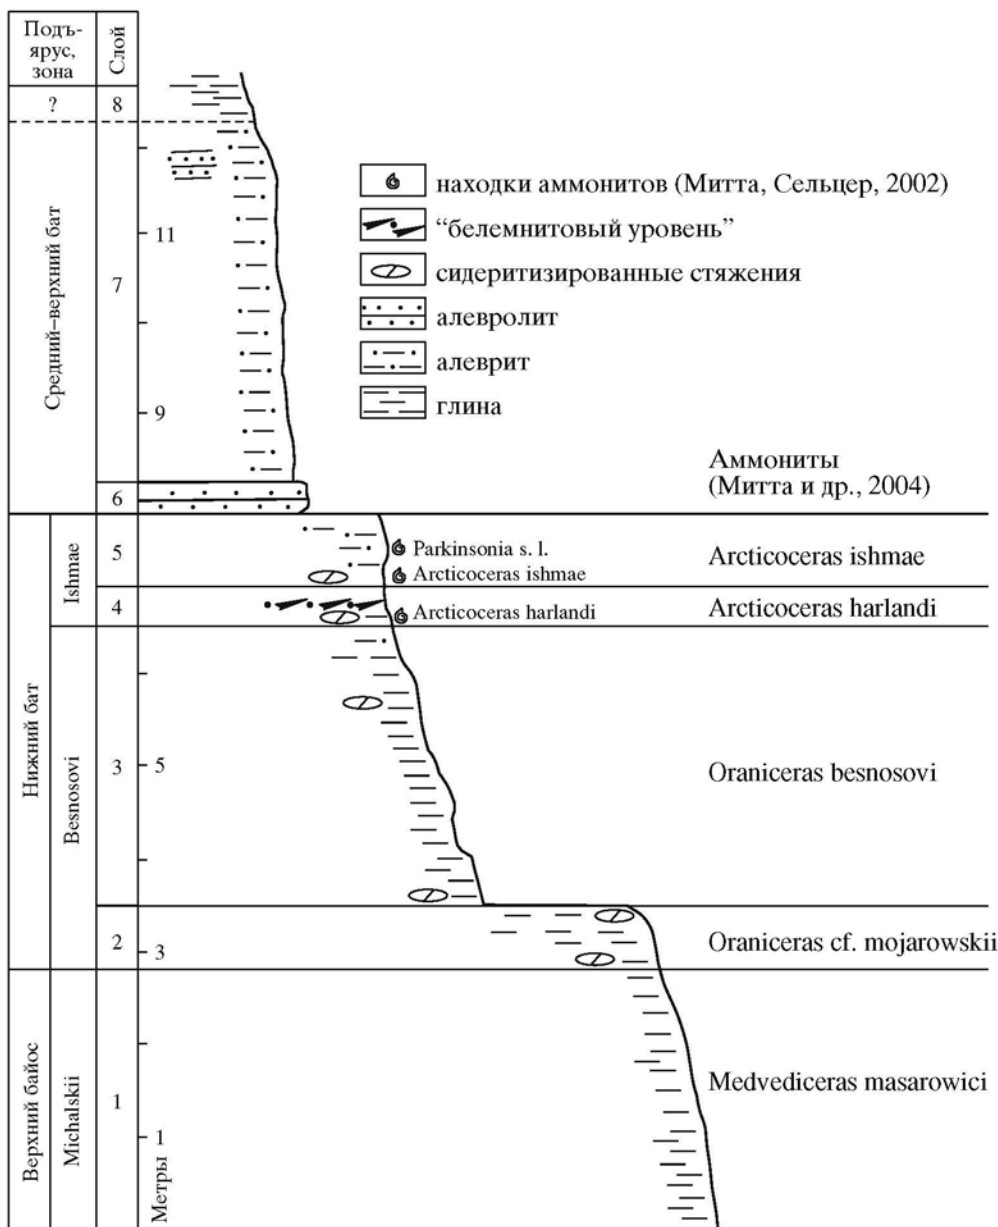 Подъ-
ярус,
зона
Слой
?
8
Средний–верхний бат
7
11
9
находки аммонитов (Митта, Сельцер, 2002)
“белемнитовый уровень”
сидеритизированные стяжения
алевролит
алеврит
глина
6
Аммониты
(Митта и др., 2004)
Нижний бат
Ishmae
5
Parkinsonia s. l.
Arcticoceras ishmae
Arcticoceras ishmae
4
Arcticoceras harlandi
Arcticoceras harlandi
Besnosovi
3
5
Oraniceras besnosovi
2
3
Oraniceras cf. mojarowskii
Верхний байос
Michalskii
1
1
Метры
Medvediceras masarowici